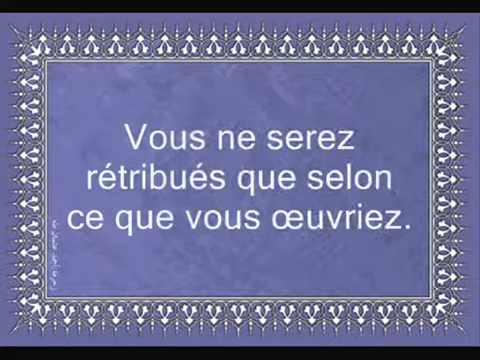 Vous ne serez
rétribués que selon
ce que vous œuvriez.